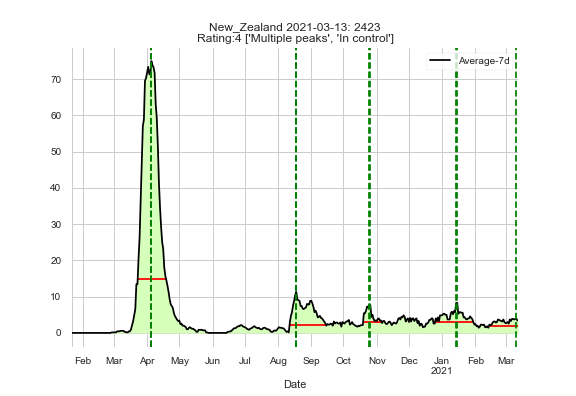 New_Zealand 2021-03-13: 2423
Rating:4 ['Multiple peaks', 'In control']
Average-7d
70
60
50
40
30
20
10
0
Feb Mar Apr May Jun Jul Aug Sep Oct Nov Dec Jan Feb Mar
2021
Date